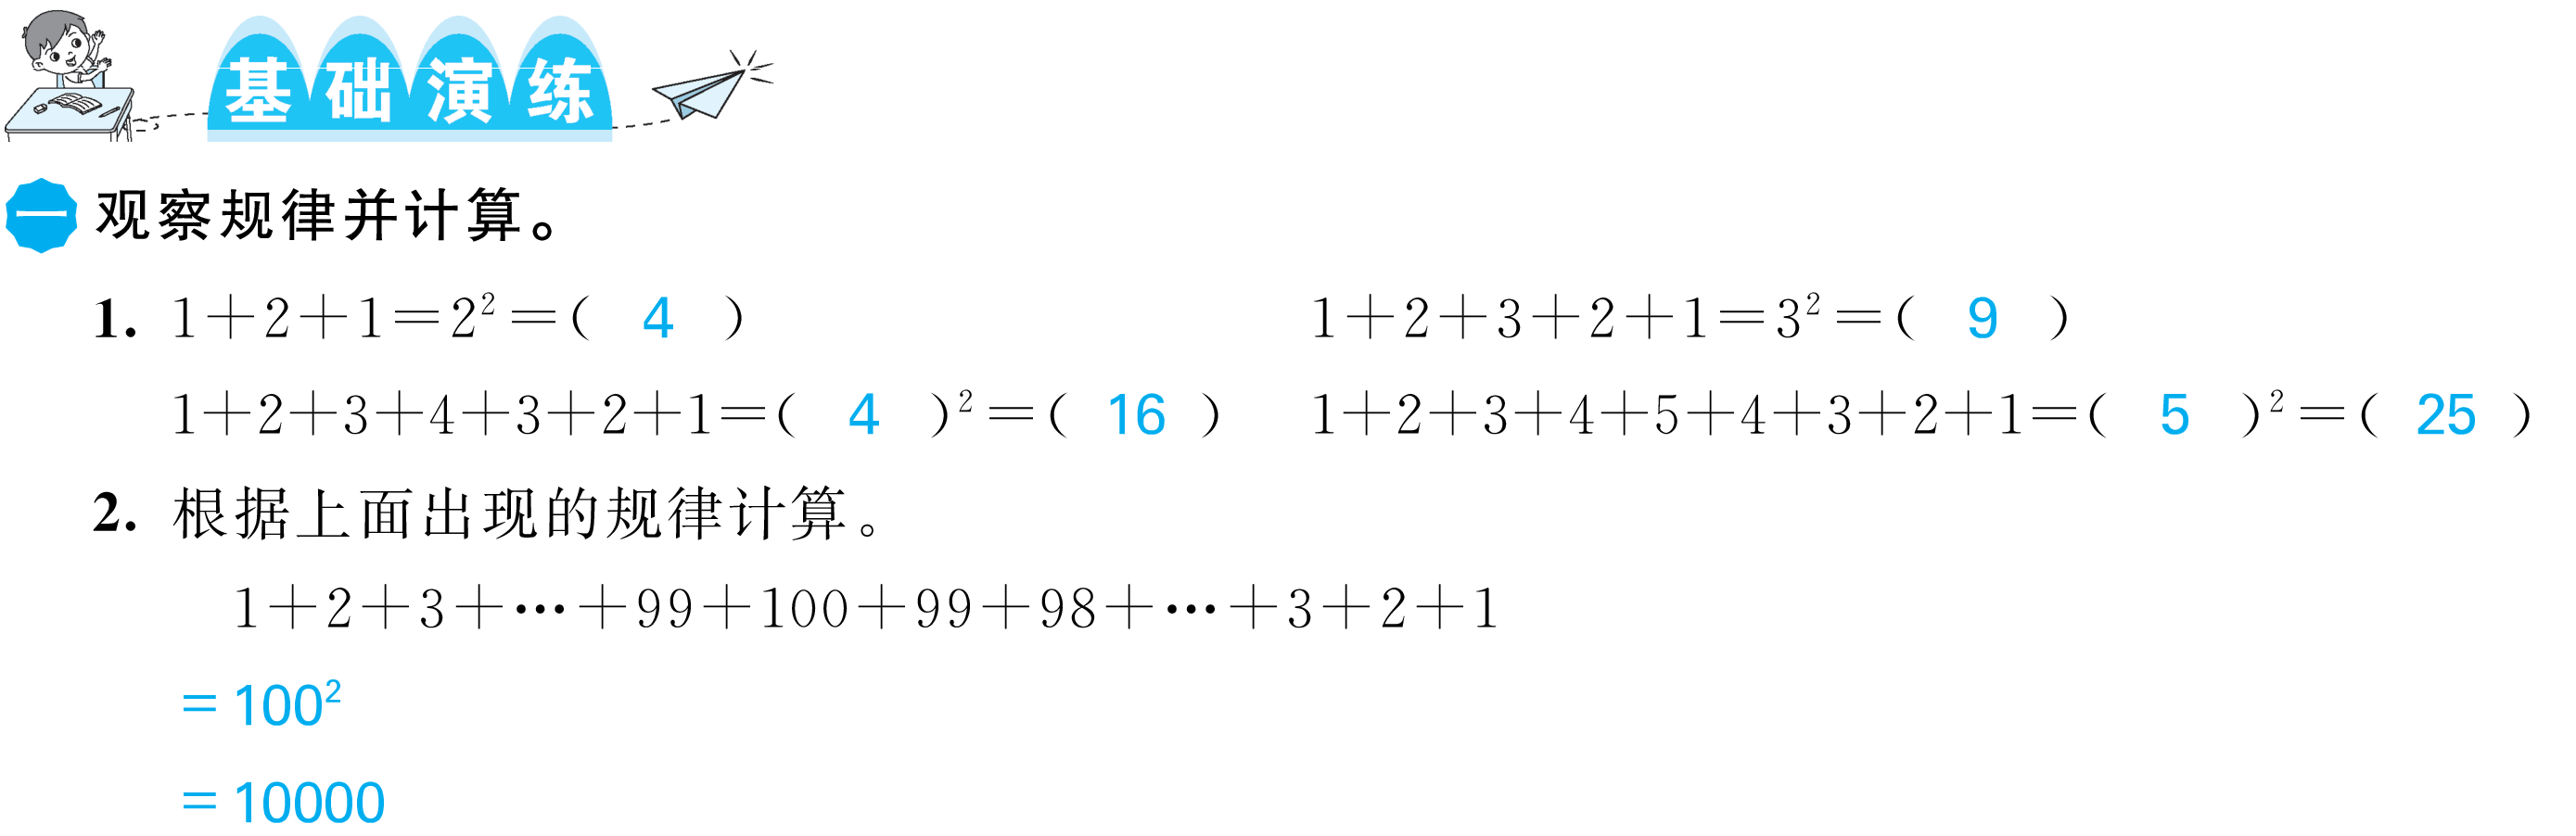 基础演练
一 观察规律并计算。
1. 1+2+1=2²=( 4 ) 1+2+3+2+1=3²=( 9 )
1+2+3+4+3+2+1=( 4 )²=( 16 ) 1+2+3+4+5+4+3+2+1=( 5 )²=( 25 )
2. 根据上面出现的规律计算。
1+2+3+…+99+100+99+98+…+3+2+1
=100²
=10000